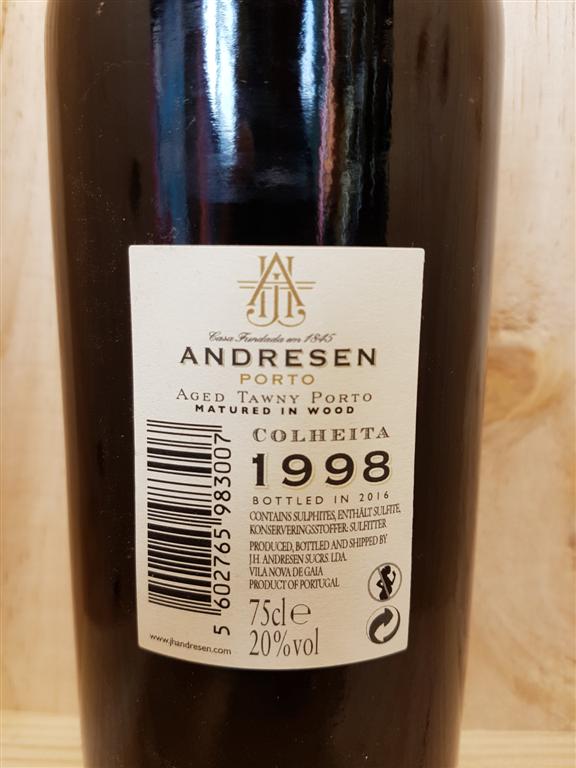 Casa Fundada em 1845
ANDRESEN
PORTO
AGED TAWNY PORTO
MATURED IN WOOD
COLHEITA
1998
BOTTLED IN 2016
CONTAINS SULPHITES, ENTHÄLT SULFITE,
KONSERVERINGSSTOFFER: SULFITTER
PRODUCED, BOTTLED AND SHIPPED BY
J.H. ANDRESEN SUCRS. LDA.
VILA NOVA DE GAIA
PRODUCT OF PORTUGAL
75cl e
20%vol
5 602765 983007
www.jhandresen.com